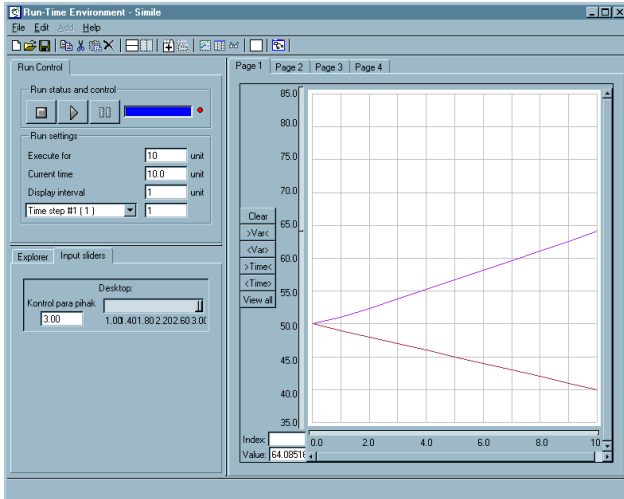 Run-Time Environment - Simile
File Edit Add Help
Run Control
Run status and control
Run settings
Execute for 10 unit
Current time 10.0 unit
Display interval 1 unit
Time step #1 ( 1 ) 1
Explorer Input sliders
Desktop:
Kontrol para pihak
3.00 1.00 1.40 1.80 2.20 2.60 3.00
Page 1 Page 2 Page 3 Page 4
85.0
80.0
75.0
70.0
65.0
60.0
55.0
50.0
45.0
40.0
35.0
Clear
>Var<
<Var>
>Time<
<Time>
View all
0.0 2.0 4.0 6.0 8.0 10
Index:
Value: 64.0851